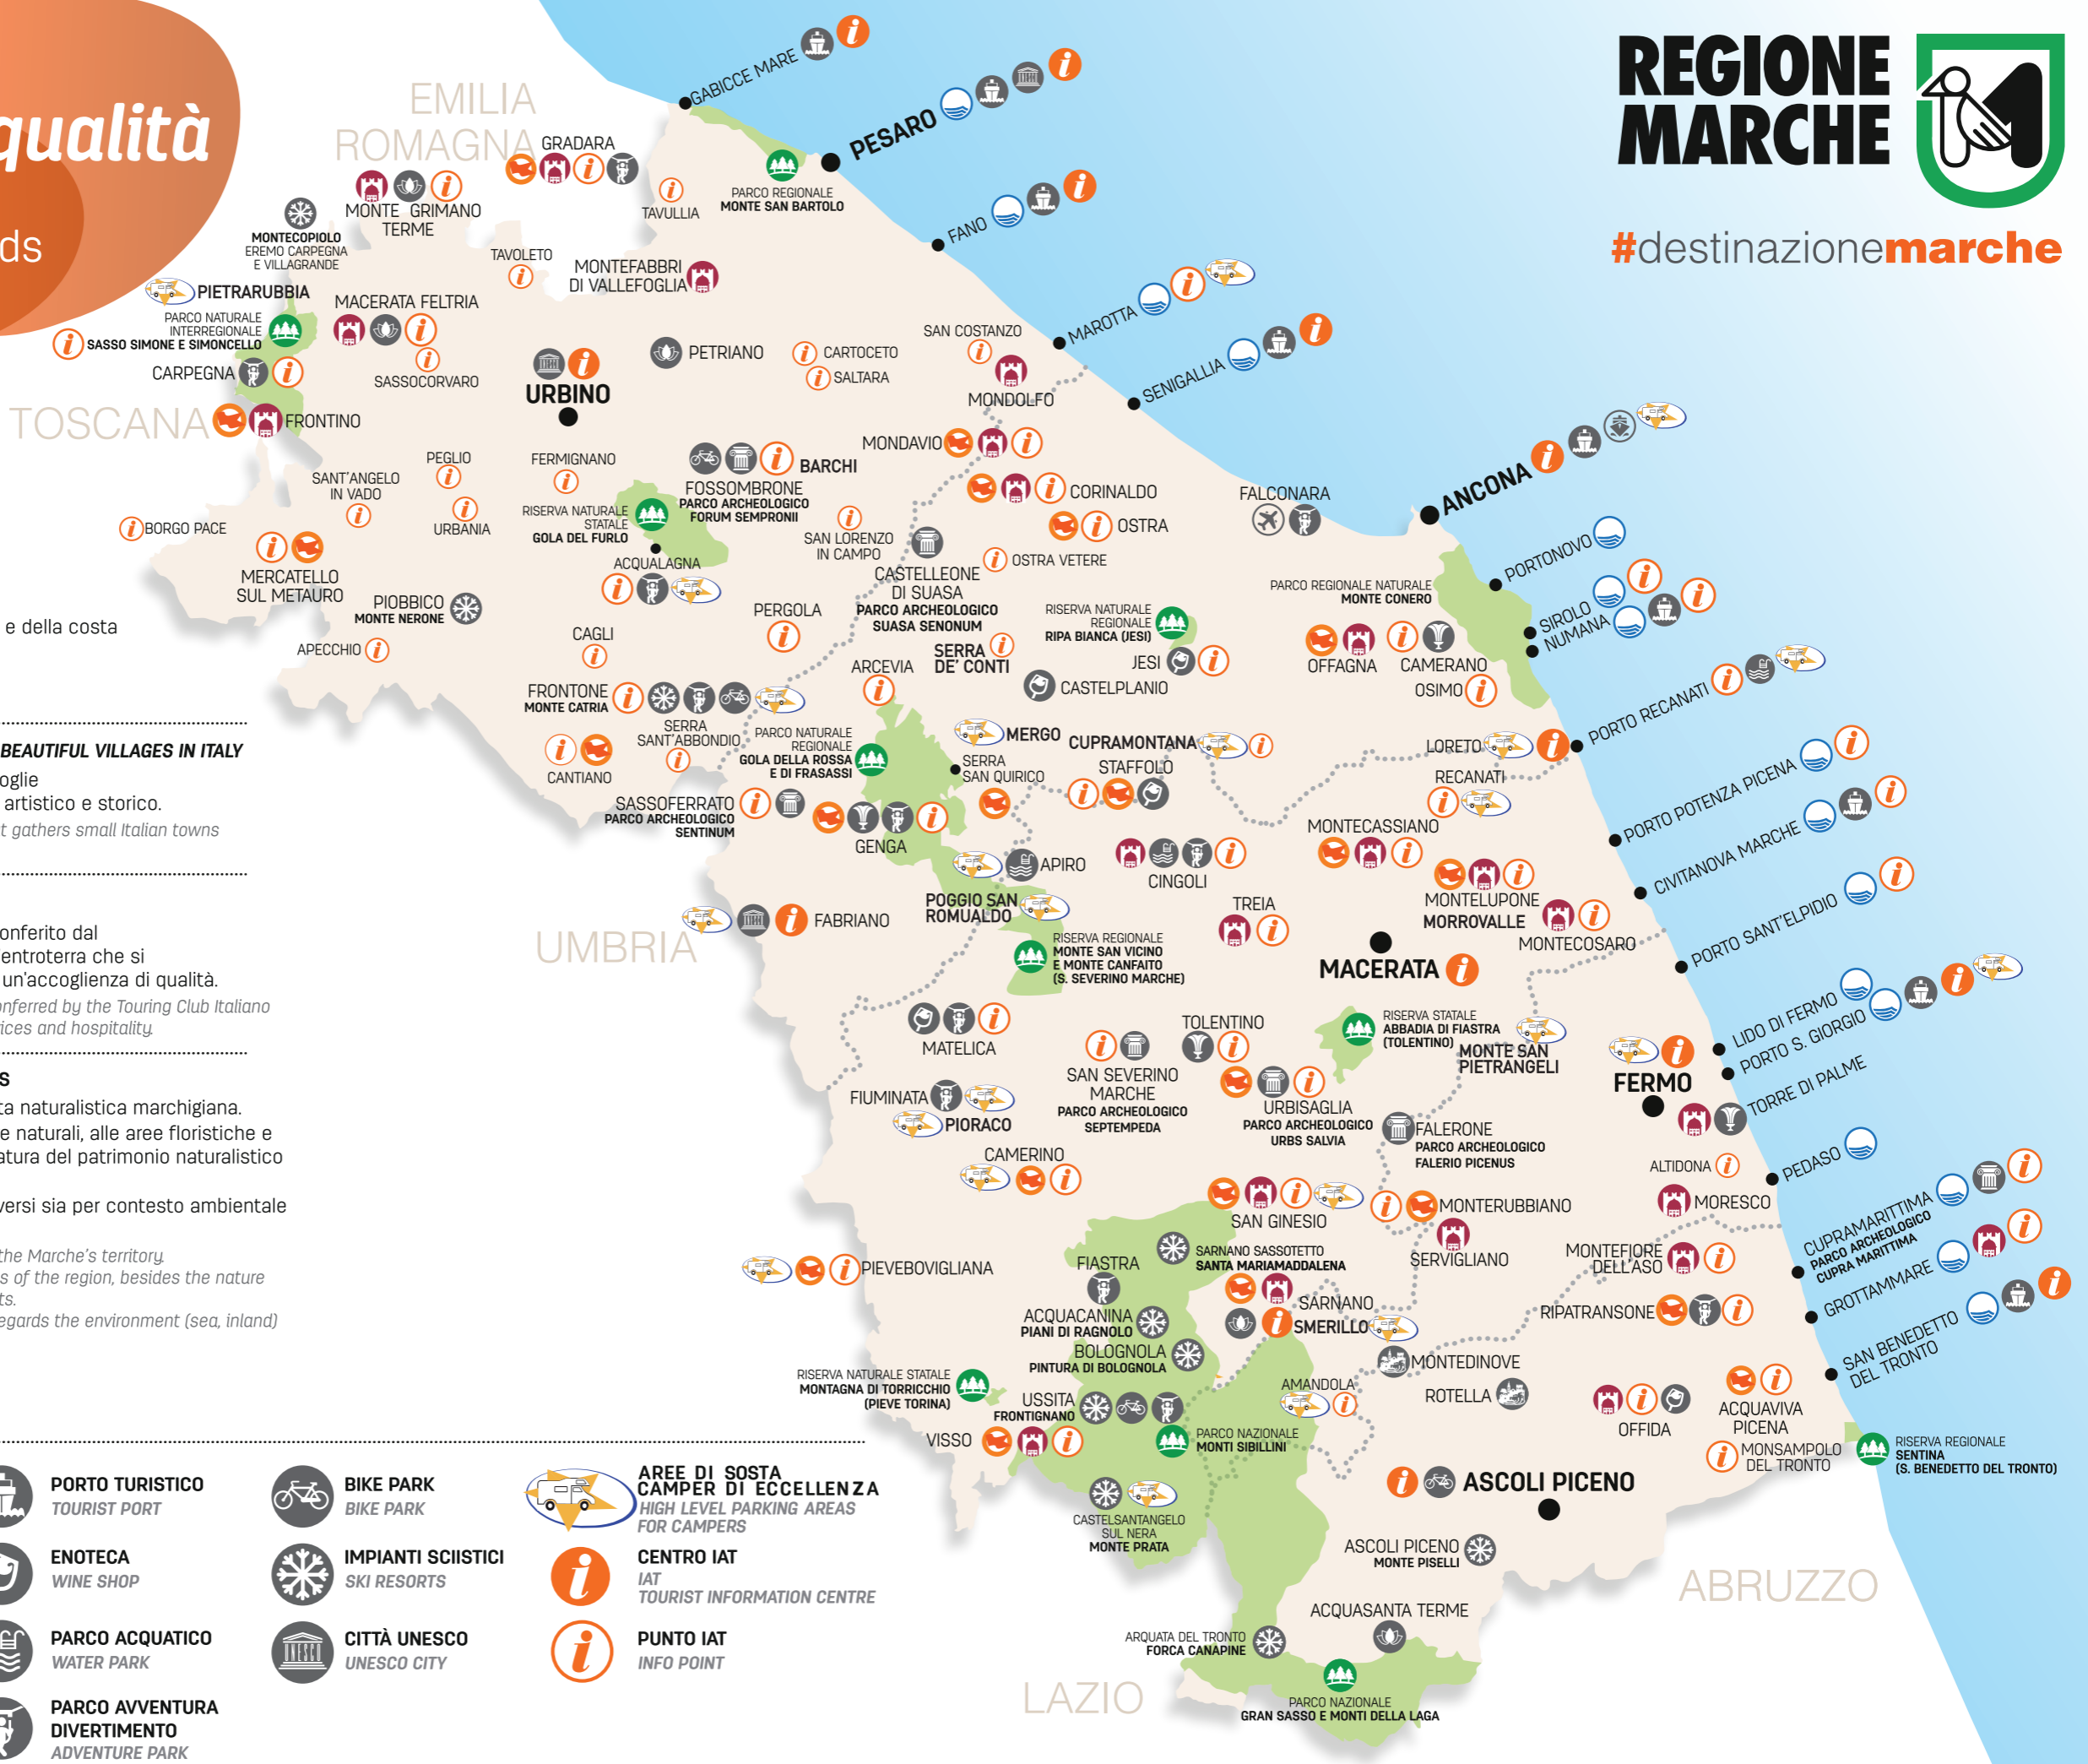 qualità
ds
REGIONE
MARCHE
#destinazionemarche
EMILIA
ROMAGNA
TOSCANA
UMBRIA
LAZIO
ABRUZZO
GABICCE MARE
PESARO
FANO
MAROTTA
SENIGALLIA
ANCONA
PORTONOVO
SIROLO
NUMANA
PORTO RECANATI
PORTO POTENZA PICENA
CIVITANOVA MARCHE
PORTO SANT'ELPIDIO
LIDO DI FERMO
PORTO S. GIORGIO
TORRE DI PALME
PEDASO
CUPRAMARITTIMA
PARCO ARCHEOLOGICO
CUPRA MARITTIMA
GROTTAMMARE
SAN BENEDETTO
DEL TRONTO
GRADARA
MONTE GRIMANO
TERME
TAVULLIA
PARCO REGIONALE
MONTE SAN BARTOLO
MONTECOPIOLO
EREMO CARPEGNA
E VILLAGRANDE
TAVOLETO
MONTEFABBRI
DI VALLEFOGLIA
PIETRARUBBIA
MACERATA FELTRIA
PARCO NATURALE
INTERREGIONALE
SASSO SIMONE E SIMONCELLO
CARPEGNA
SASSOCORVARO
FRONTINO
URBINO
PETRIANO
CARTOCETO
SALTARA
SAN COSTANZO
MONDOLFO
MONDAVIO
BARCHI
PEGLIO
FERMIGNANO
FOSSOMBRONE
PARCO ARCHEOLOGICO
FORUM SEMPRONII
SANT'ANGELO
IN VADO
RISERVA NATURALE
STATALE
GOLA DEL FURLO
BORGO PACE
URBANIA
CORINALDO
OSTRA
SAN LORENZO
IN CAMPO
OSTRA VETERE
FALCONARA
MERCATELLO
SUL METAURO
ACQUALAGNA
CASTELLEONE
DI SUASA
PARCO ARCHEOLOGICO
SUASA SENONUM
PIOBBICO
MONTE NERONE
PERGOLA
PARCO REGIONALE NATURALE
MONTE CONERO
RISERVA NATURALE
REGIONALE
RIPA BIANCA (JESI)
APECCHIO
CAGLI
SERRA
DE' CONTI
JESI
OFFAGNA
CAMERANO
OSIMO
ARCEVIA
CASTELPLANIO
FRONTONE
MONTE CATRIA
SERRA
SANT'ABBONDIO
PARCO NATURALE
REGIONALE
GOLA DELLA ROSSA
E DI FRASASSI
MERGO
CUPRAMONTANA
STAFFOLO
LORETO
RECANATI
CANTIANO
SERRA
SAN QUIRICO
SASSOFERRATO
PARCO ARCHEOLOGICO
SENTINUM
GENGA
MONTECASSIANO
APIRO
CINGOLI
MONTELUPONE
MORROVALLE
MONTECOSARO
POGGIO SAN
ROMUALDO
TREIA
FABRIANO
RISERVA REGIONALE
MONTE SAN VICINO
E MONTE CANFAITO
(S. SEVERINO MARCHE)
MACERATA
MATELICA
TOLENTINO
RISERVA STATALE
ABBADIA DI FIASTRA
(TOLENTINO)
MONTE SAN
PIETRANGELI
SAN SEVERINO
MARCHE
PARCO ARCHEOLOGICO
SEPTEMPEDA
FERMO
FIUMINATA
PIORACO
URBISAGLIA
PARCO ARCHEOLOGICO
URBS SALVIA
FALERONE
PARCO ARCHEOLOGICO
FALERIO PICENUS
CAMERINO
ALTIDONA
MORESCO
SAN GINESIO
MONTERUBBIANO
SERVIGLIANO
MONTEFIORE
DELL'ASO
PIEVEBOVIGLIANA
FIASTRA
SARNANO SASSOTETTO
SANTA MARIAMADDALENA
SARNANO
SMERILLO
RIPATRANSONE
ACQUACANINA
PIANI DI RAGNOLO
BOLOGNOLA
PINTURA DI BOLOGNOLA
MONTEDINOVE
ROTELLA
RISERVA NATURALE STATALE
MONTAGNA DI TORRICCHIO
(PIEVE TORINA)
USSITA
FRONTIGNANO
AMANDOLA
OFFIDA
ACQUAVIVA
PICENA
MONSAMPOLO
DEL TRONTO
VISSO
PARCO NAZIONALE
MONTI SIBILLINI
RISERVA REGIONALE
SENTINA
(S. BENEDETTO DEL TRONTO)
ASCOLI PICENO
CASTELSANTANGELO
SUL NERA
MONTE PRATA
ASCOLI PICENO
MONTE PISELLI
ACQUASANTA TERME
ARQUATA DEL TRONTO
FORCA CANAPINE
PARCO NAZIONALE
GRAN SASSO E MONTI DELLA LAGA
e della costa
BEAUTIFUL VILLAGES IN ITALY
oglie
artistico e storico.
t gathers small Italian towns
onferito dal
'entroterra che si
un'accoglienza di qualità.
onferred by the Touring Club Italiano
vices and hospitality.
S
ta naturalistica marchigiana.
e naturali, alle aree floristiche e
atura del patrimonio naturalistico
versi sia per contesto ambientale
the Marche's territory.
s of the region, besides the nature
ts.
egards the environment (sea, inland)
PORTO TURISTICO
TOURIST PORT
ENOTECA
WINE SHOP
PARCO ACQUATICO
WATER PARK
PARCO AVVENTURA
DIVERTIMENTO
ADVENTURE PARK
BIKE PARK
BIKE PARK
IMPIANTI SCIISTICI
SKI RESORTS
CITTÀ UNESCO
UNESCO CITY
AREE DI SOSTA
CAMPER DI ECCELLENZA
HIGH LEVEL PARKING AREAS
FOR CAMPERS
CENTRO IAT
IAT
TOURIST INFORMATION CENTRE
PUNTO IAT
INFO POINT